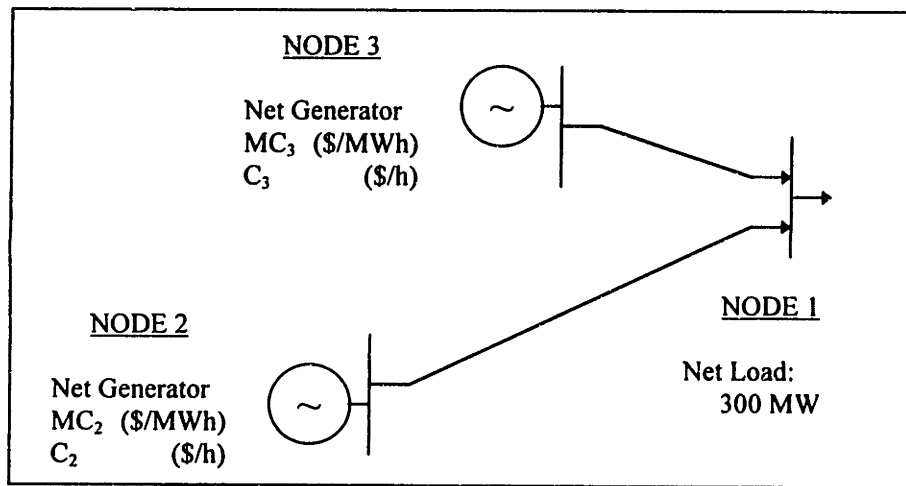 NODE 3
Net Generator
MC₃ ($/MWh)
C₃ ($/h)
~
NODE 2
Net Generator
MC₂ ($/MWh)
C₂ ($/h)
~
NODE 1
Net Load:
300 MW